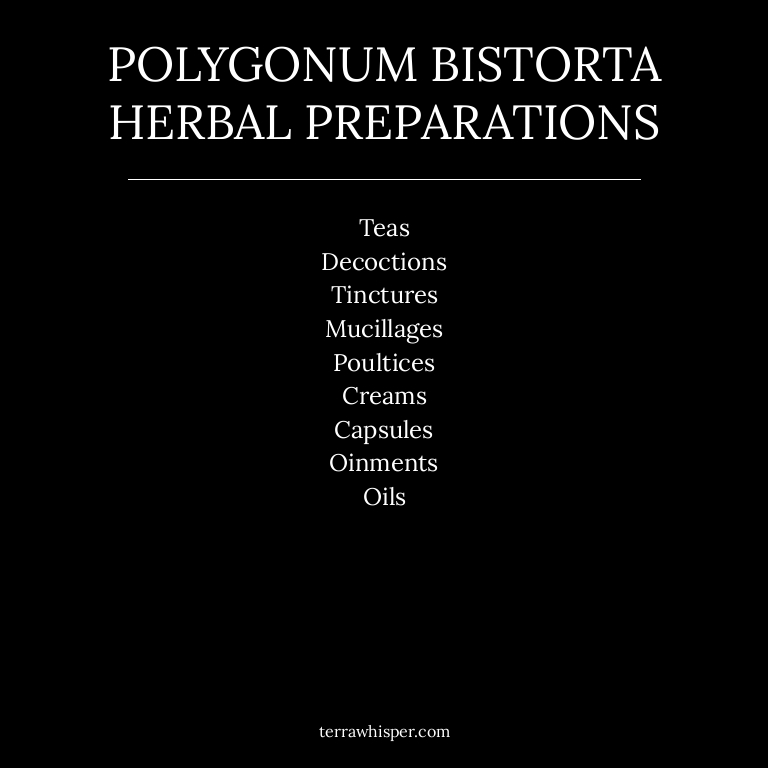 POLYGONUM BISTORTA
HERBAL PREPARATIONS
Teas
Decoctions
Tinctures
Mucillages
Poultices
Creams
Capsules
Oinments
Oils
terrawhisper.com